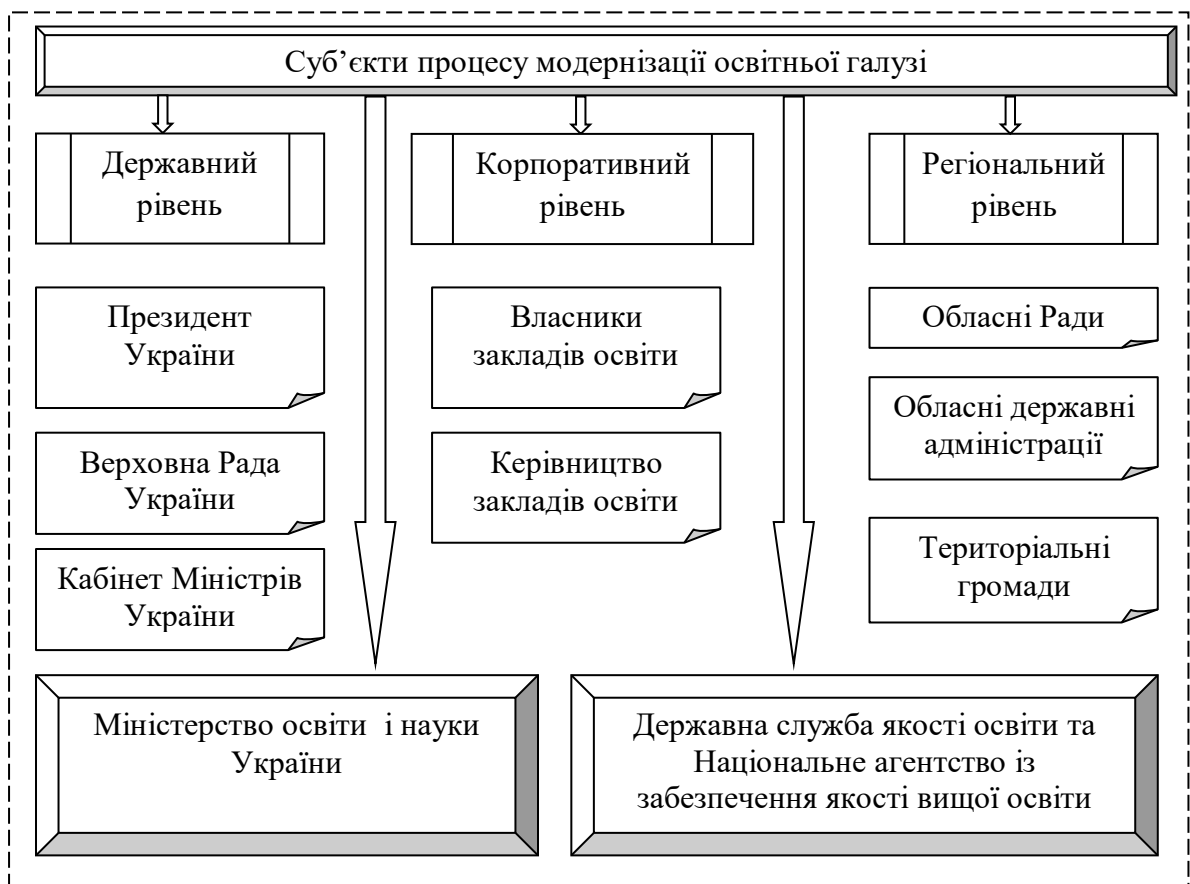 Суб’єкти процесу модернізації освітньої галузі
Державний
рівень
Корпоративний
рівень
Регіональний
рівень
Президент
України
Верховна Рада
України
Кабінет Міністрів
України
Власники
закладів освіти
Керівництво
закладів освіти
Обласні Ради
Обласні державні
адміністрації
Територіальні
громади
Міністерство освіти і науки
України
Державна служба якості освіти та
Національне агентство із
забезпечення якості вищої освіти